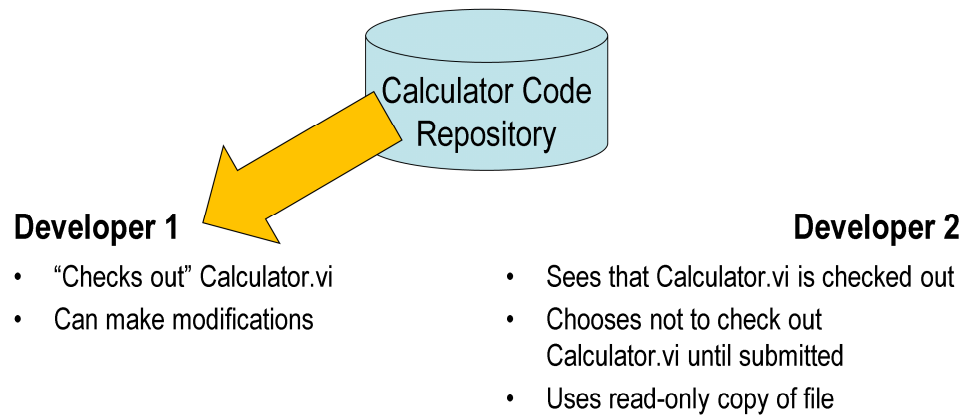 Calculator Code
Repository
Developer 1
• “Checks out” Calculator.vi
• Can make modifications
Developer 2
• Sees that Calculator.vi is checked out
• Chooses not to check out
Calculator.vi until submitted
• Uses read-only copy of file